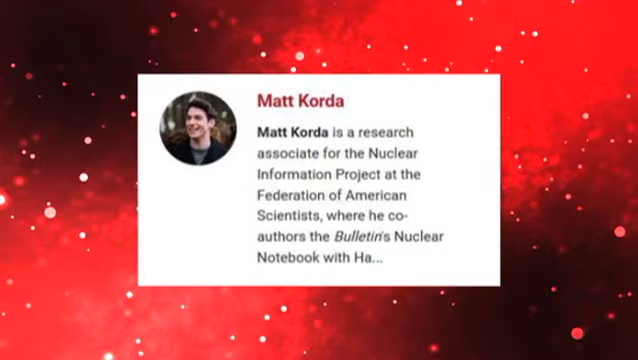 Matt Korda
Matt Korda is a research
associate for the Nuclear
Information Project at the
Federation of American
Scientists, where he co-
authors the Bulletin's Nuclear
Notebook with Ha...